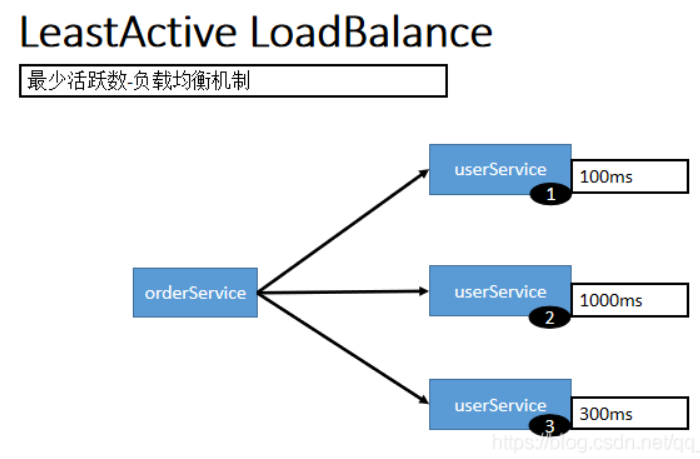 LeastActive LoadBalance
最少活跃数-负载均衡机制
userService
1
100ms
orderService
userService
2
1000ms
userService
3
300ms
https://blog.csdn.net/qq_